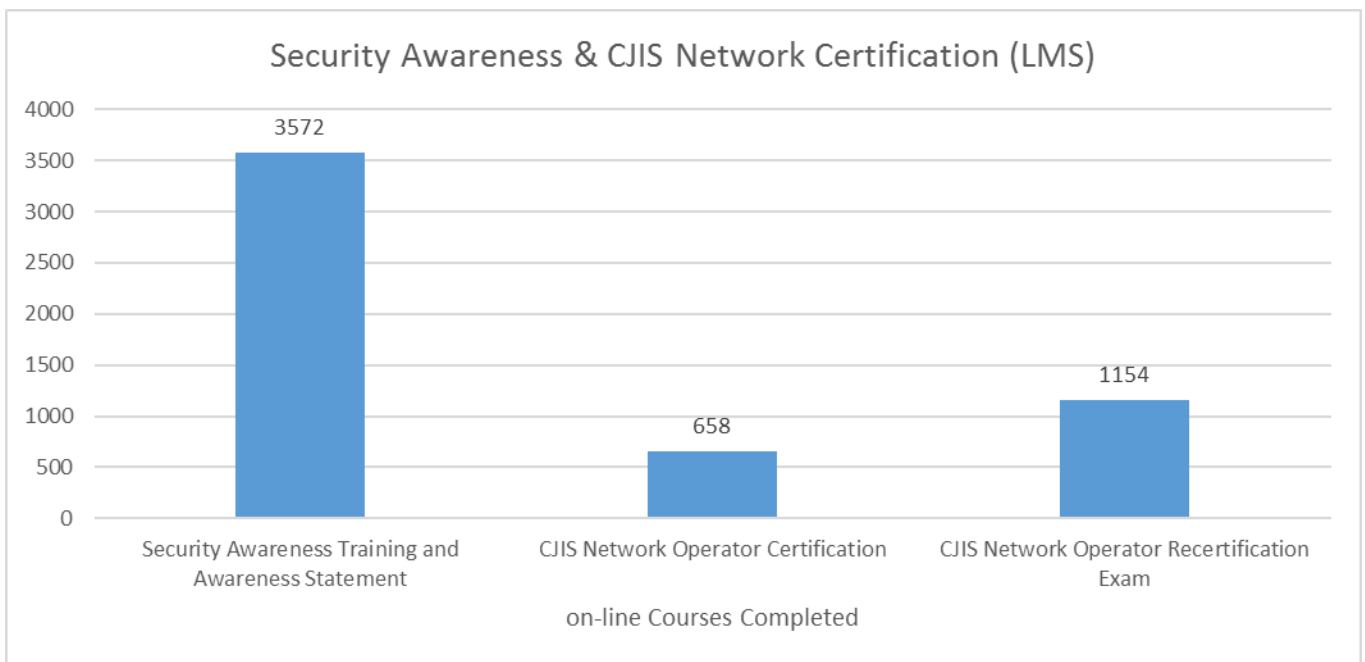 Security Awareness & CJIS Network Certification (LMS)
4000
3572
3500
3000
2500
2000
1500
1154
1000
658
500
0
Security Awareness Training and
Awareness Statement
CJIS Network Operator Certification
CJIS Network Operator Recertification
Exam
on-line Courses Completed